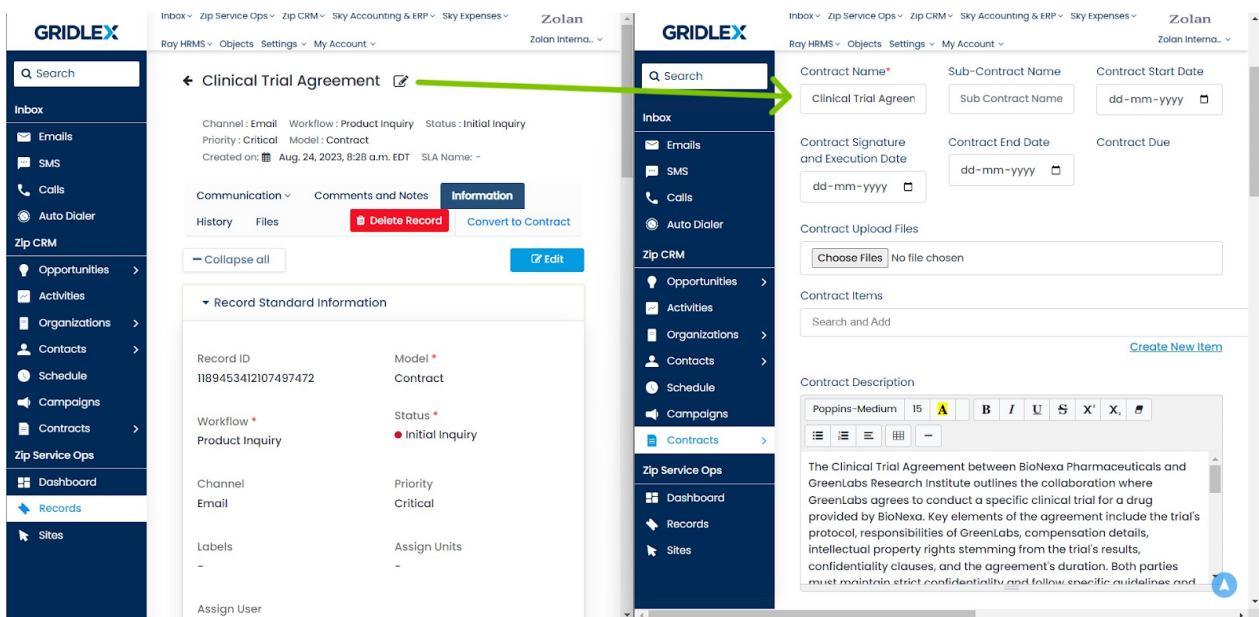 Inbox Zip Service Ops Zip CRM Sky Accounting & ERP Sky Expenses
Zolan
GRIDLEX
Ray HRMS Objects Settings My Account
Zolan Interna..
Search
Clinical Trial Agreement
Inbox
Channel : Email Workflow : Product Inquiry Status : Initial Inquiry
Emails
Priority : Critical Model : Contract
SMS
Created on: Aug. 24, 2023, 8:28 a.m. EDT SLA Name: -
Calls
Communication Comments and Notes Information
Auto Dialer
History Files Delete Record Convert to Contract
Zip CRM
Collapse all Edit
Opportunities
Activities
Record Standard Information
Organizations
Contacts
Record ID Model *
Schedule
1189453412107497472 Contract
Campaigns
Workflow * Status *
Contracts
Product Inquiry Initial Inquiry
Zip Service Ops
Dashboard
Channel Priority
Records
Email Critical
Sites
Labels Assign Units
- -
Assign User
Inbox Zip Service Ops Zip CRM Sky Accounting & ERP Sky Expenses
Zolan
GRIDLEX
Ray HRMS Objects Settings My Account
Zolan Interna..
Search
Contract Name* Sub-Contract Name Contract Start Date
Clinical Trial Agreen Sub Contract Name dd-mm-yyyy
Inbox
Emails
Contract Signature Contract End Date Contract Due
and Execution Date
SMS
dd-mm-yyyy
dd-mm-yyyy
Calls
Auto Dialer
Contract Upload Files
Zip CRM
Choose Files No file chosen
Opportunities
Activities
Contract Items
Organizations
Search and Add
Create New Item
Contacts
Schedule
Contract Description
Campaigns
Poppins-Medium 15 A B I U S X' X,
Contracts
Zip Service Ops
The Clinical Trial Agreement between BioNexa Pharmaceuticals and
GreenLabs Research Institute outlines the collaboration where
Dashboard
GreenLabs agrees to conduct a specific clinical trial for a drug
Records
provided by BioNexa. Key elements of the agreement include the trial's
protocol, responsibilities of GreenLabs, compensation details,
Sites
intellectual property rights stemming from the trial's results,
confidentiality clauses, and the agreement's duration. Both parties
must maintain strict confidentiality and follow specific guidelines and